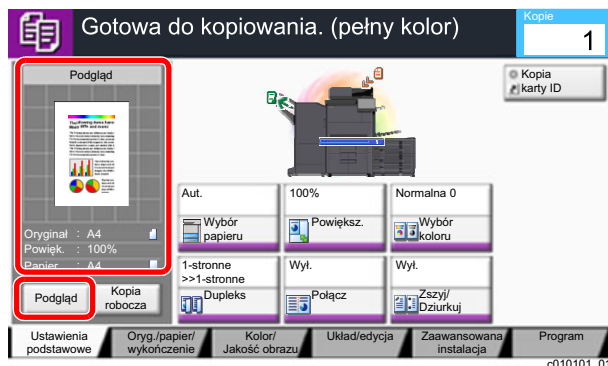 Gotowa do kopiowania. (pełny kolor)
Kopie
1
Podgląd
Kopia
karty ID
Oryginał : A4
Powięk. : 100%
Papier : A4
Podgląd
Kopia
robocza
Aut.
Wybór
papieru
100%
Powiększ.
Normalna 0
Wybór
koloru
1-stronne
>>1-stronne
Dupleks
Wył.
Połącz
Wył.
Zszyj/
Dziurkuj
Ustawienia
podstawowe
Oryg./papier/
wykończenie
Kolor/
Jakość obrazu
Układ/edycja
Zaawansowana
instalacja
Program
c010101_01